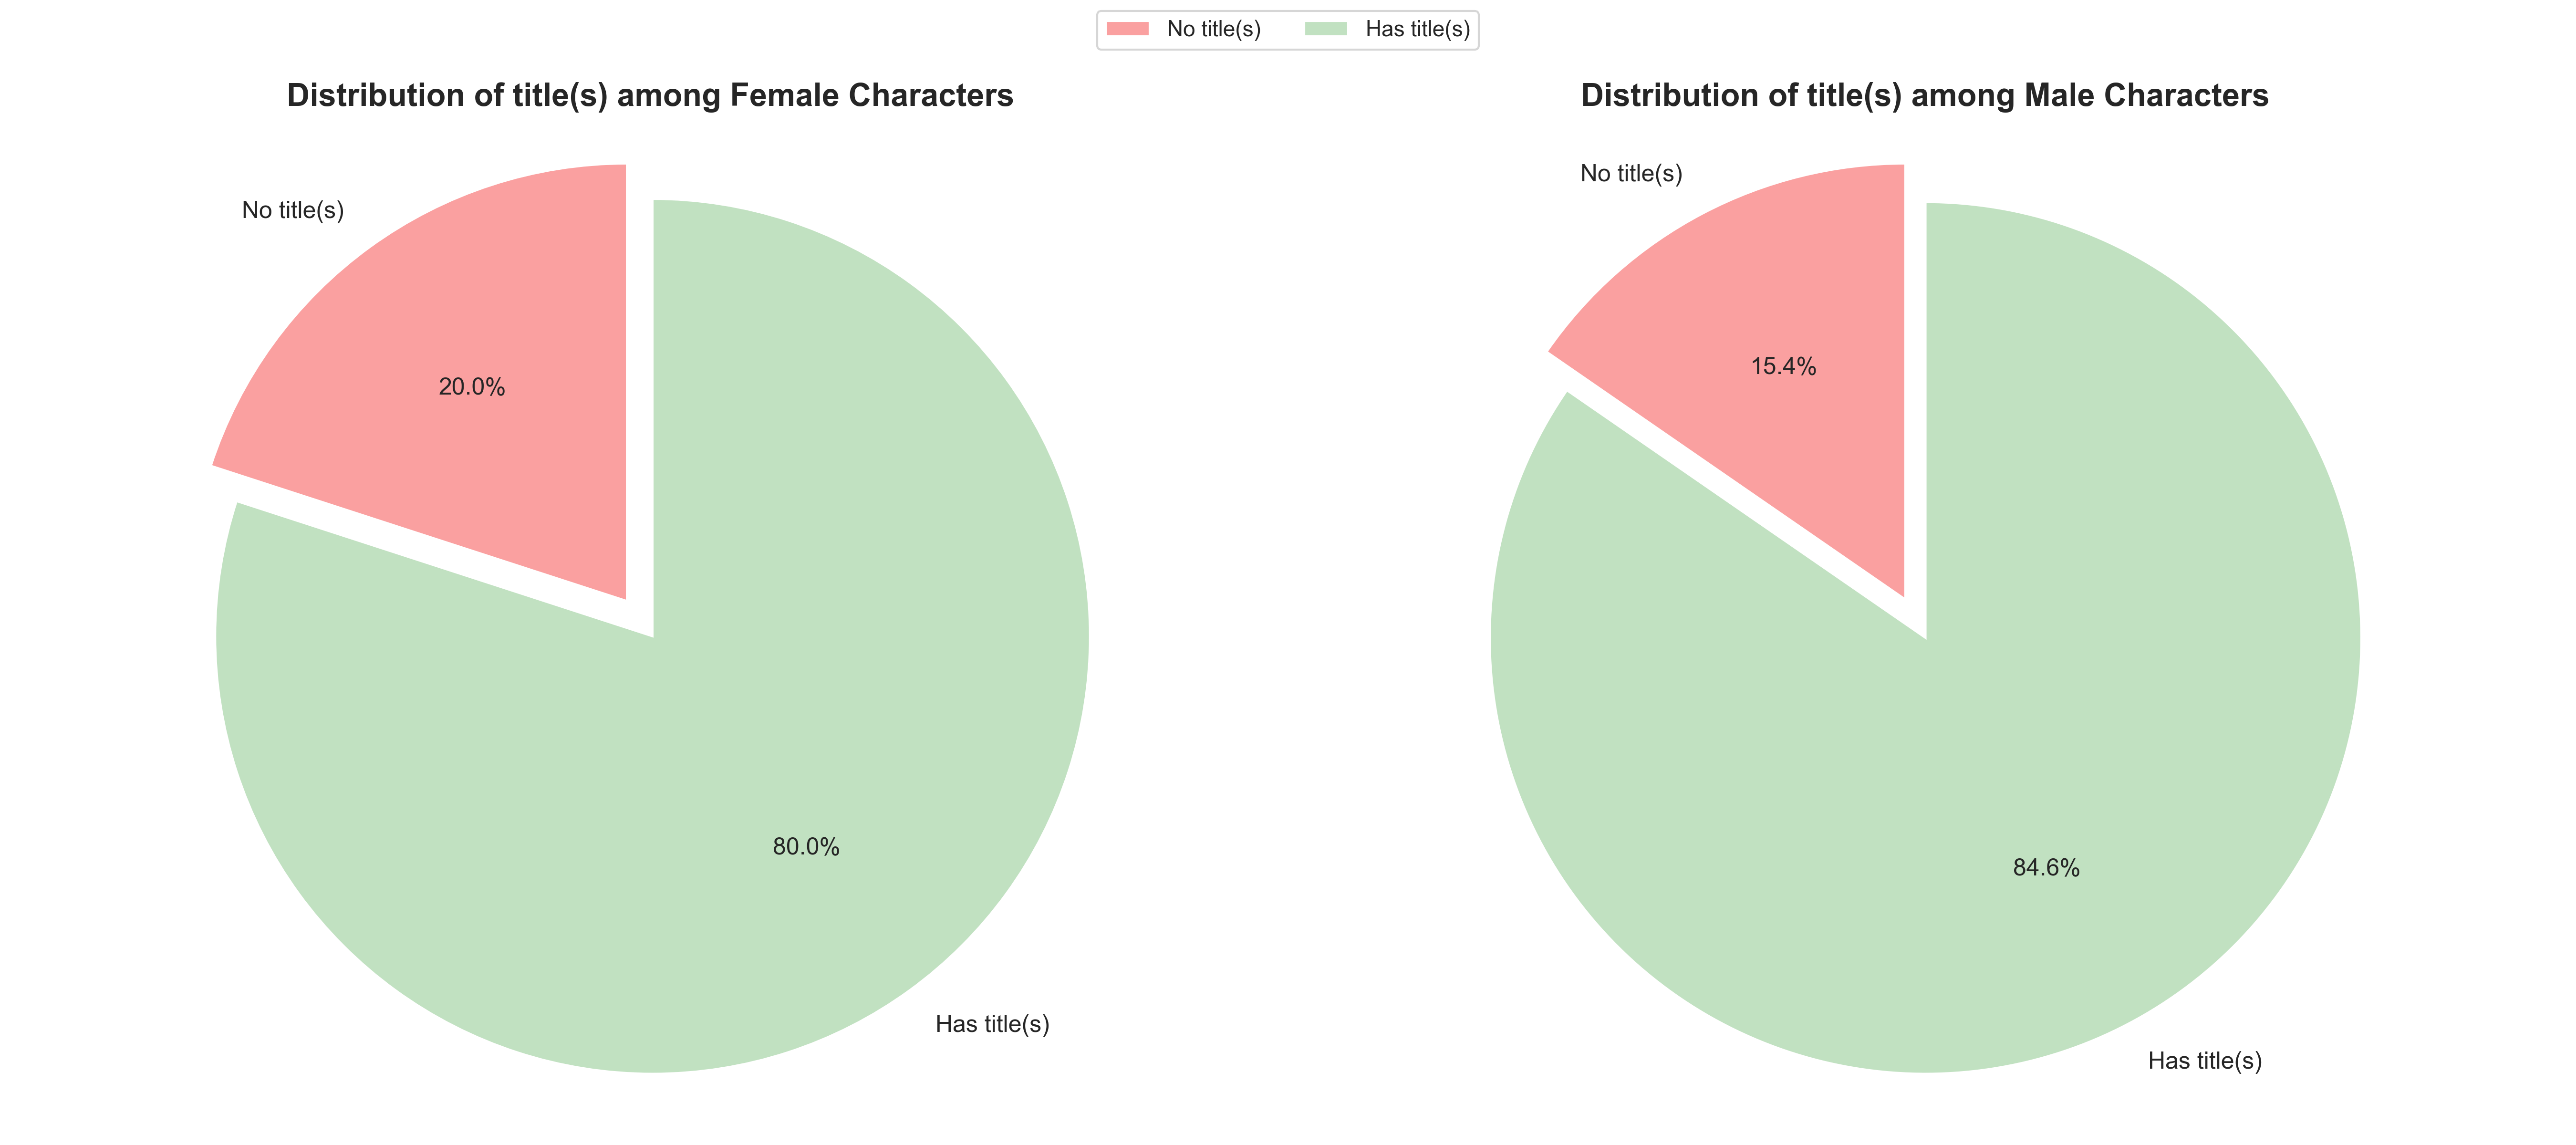 No title(s) Has title(s)
Distribution of title(s) among Female Characters
No title(s)
20.0%
80.0%
Has title(s)
Distribution of title(s) among Male Characters
No title(s)
15.4%
84.6%
Has title(s)